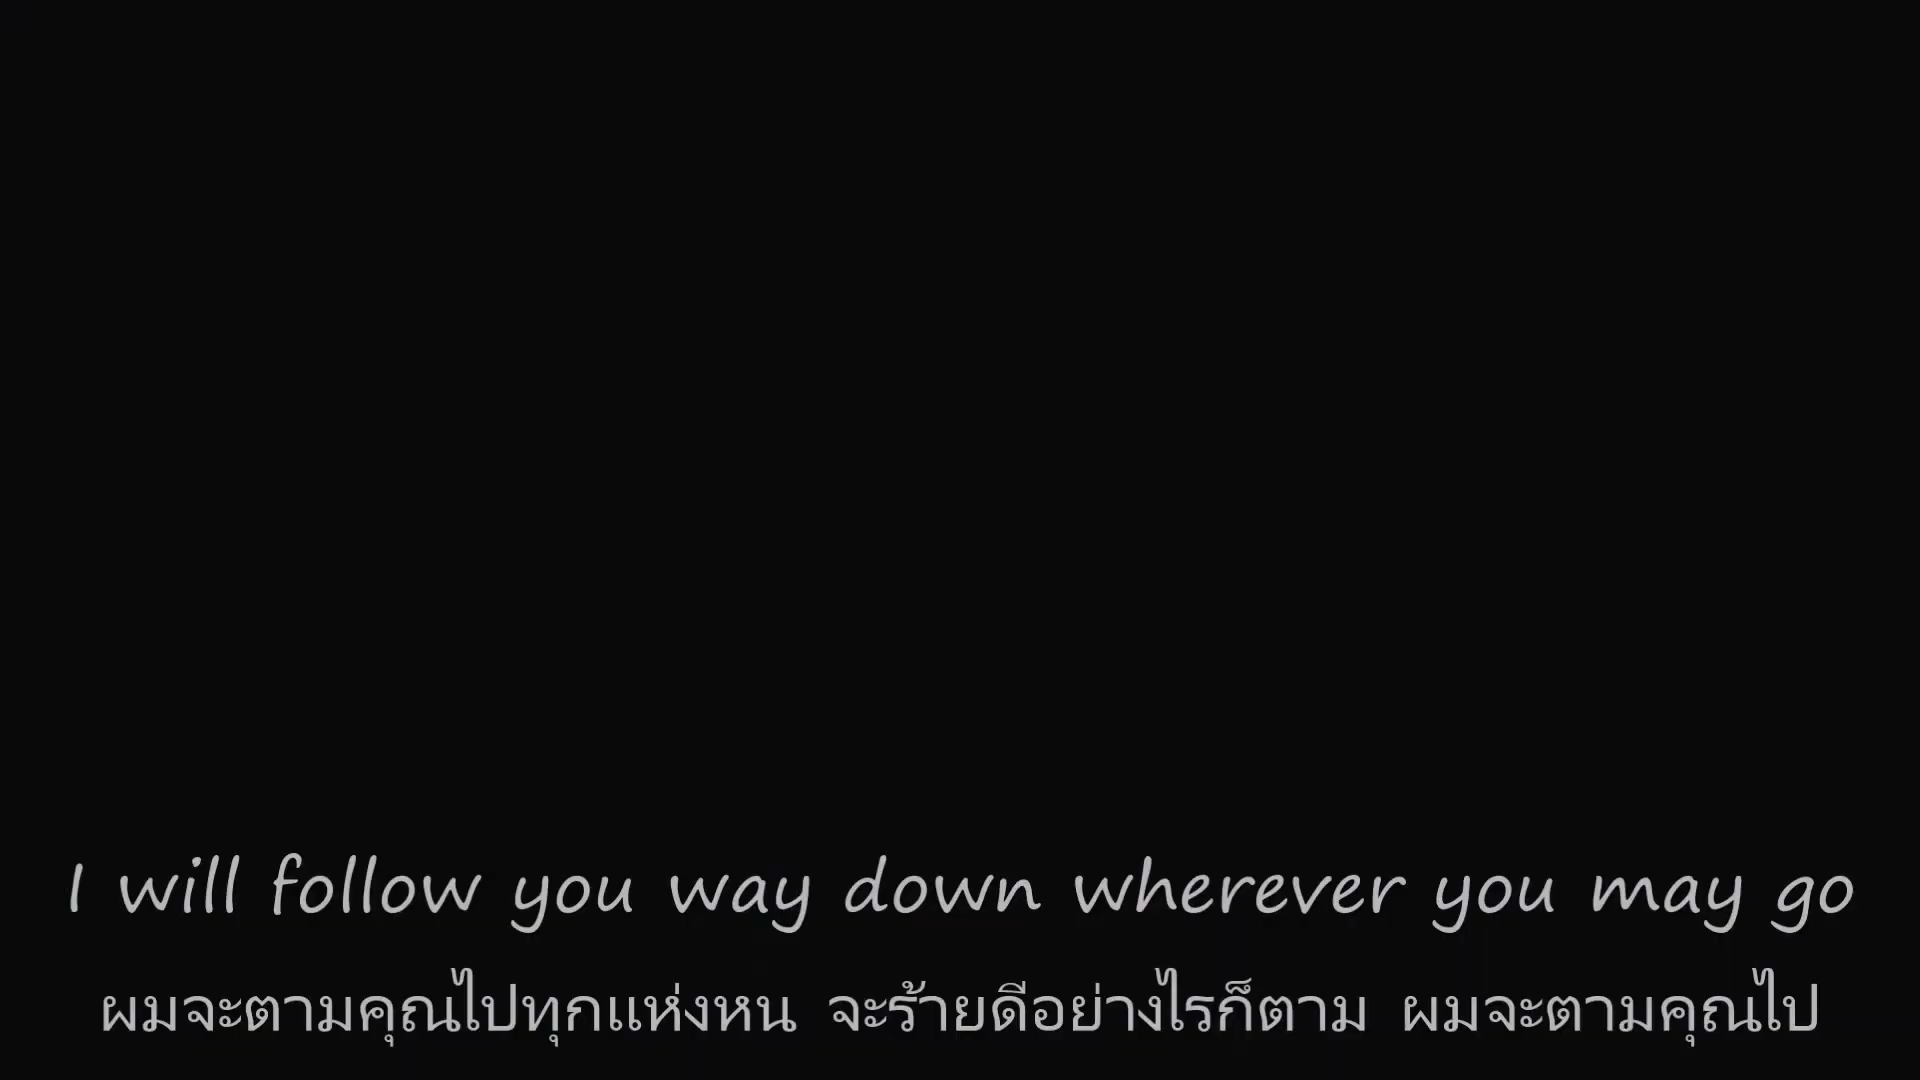 I will follow you way down wherever you may go
ผมจะตามคุณไปทุกแห่งหน จะร้ายดีอย่างไรก็ตาม ผมจะตามคุณไป